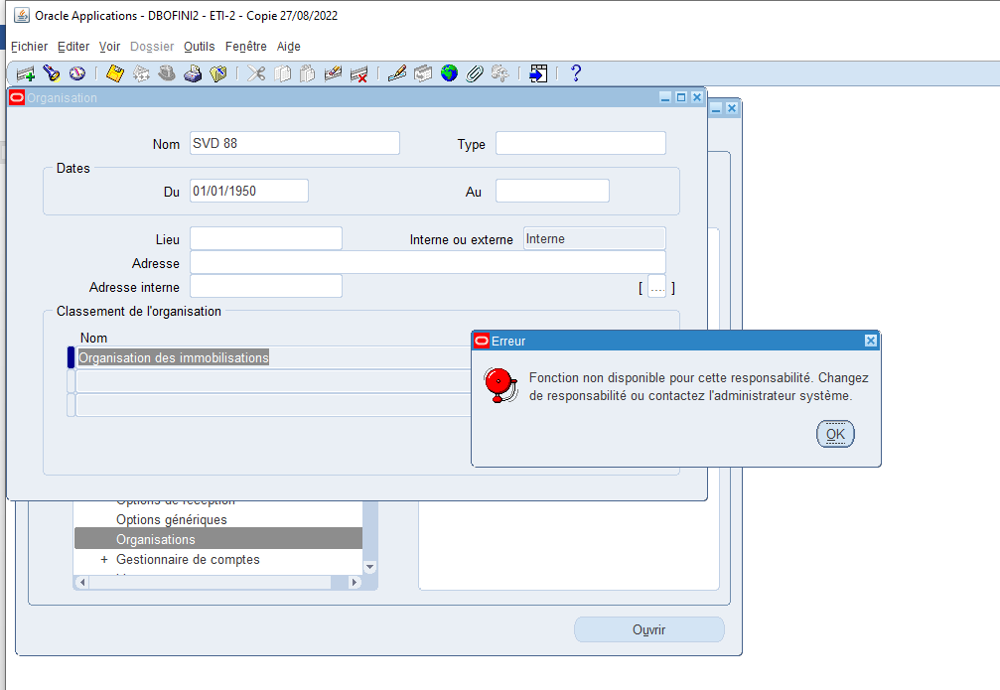 Oracle Applications - DBOFINI2 - ETI-2 - Copie 27/08/2022
Fichier Editer Voir Dossier Outils Fenêtre Aide
Organisation
Nom SVD 88 Type
Dates
Du 01/01/1950 Au
Lieu Interne ou externe Interne
Adresse
Adresse interne [ .... ]
Classement de l'organisation
Nom
Organisation des immobilisations
Erreur
Fonction non disponible pour cette responsabilité. Changez
de responsabilité ou contactez l'administrateur système.
OK
Options de réception
Options génériques
Organisations
+ Gestionnaire de comptes
Ouvrir